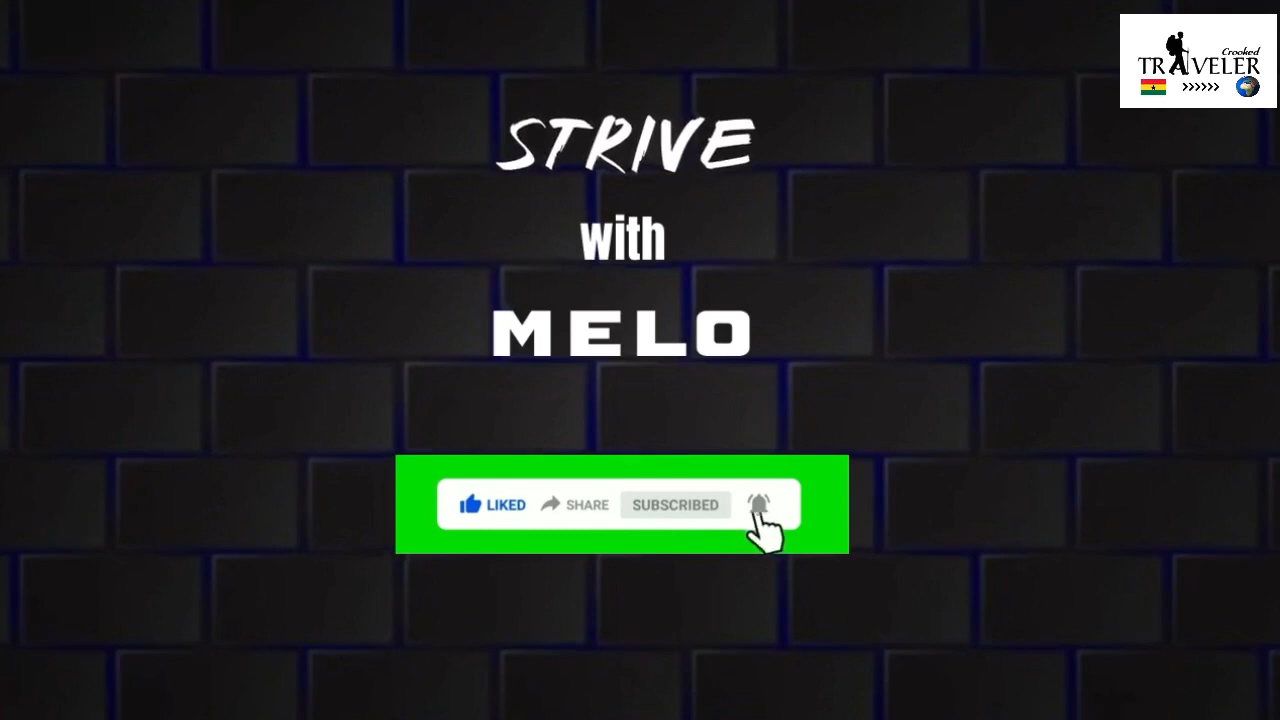 Crooked
TRAVELER
STRIVE
with
MELO
LIKED SHARE SUBSCRIBED